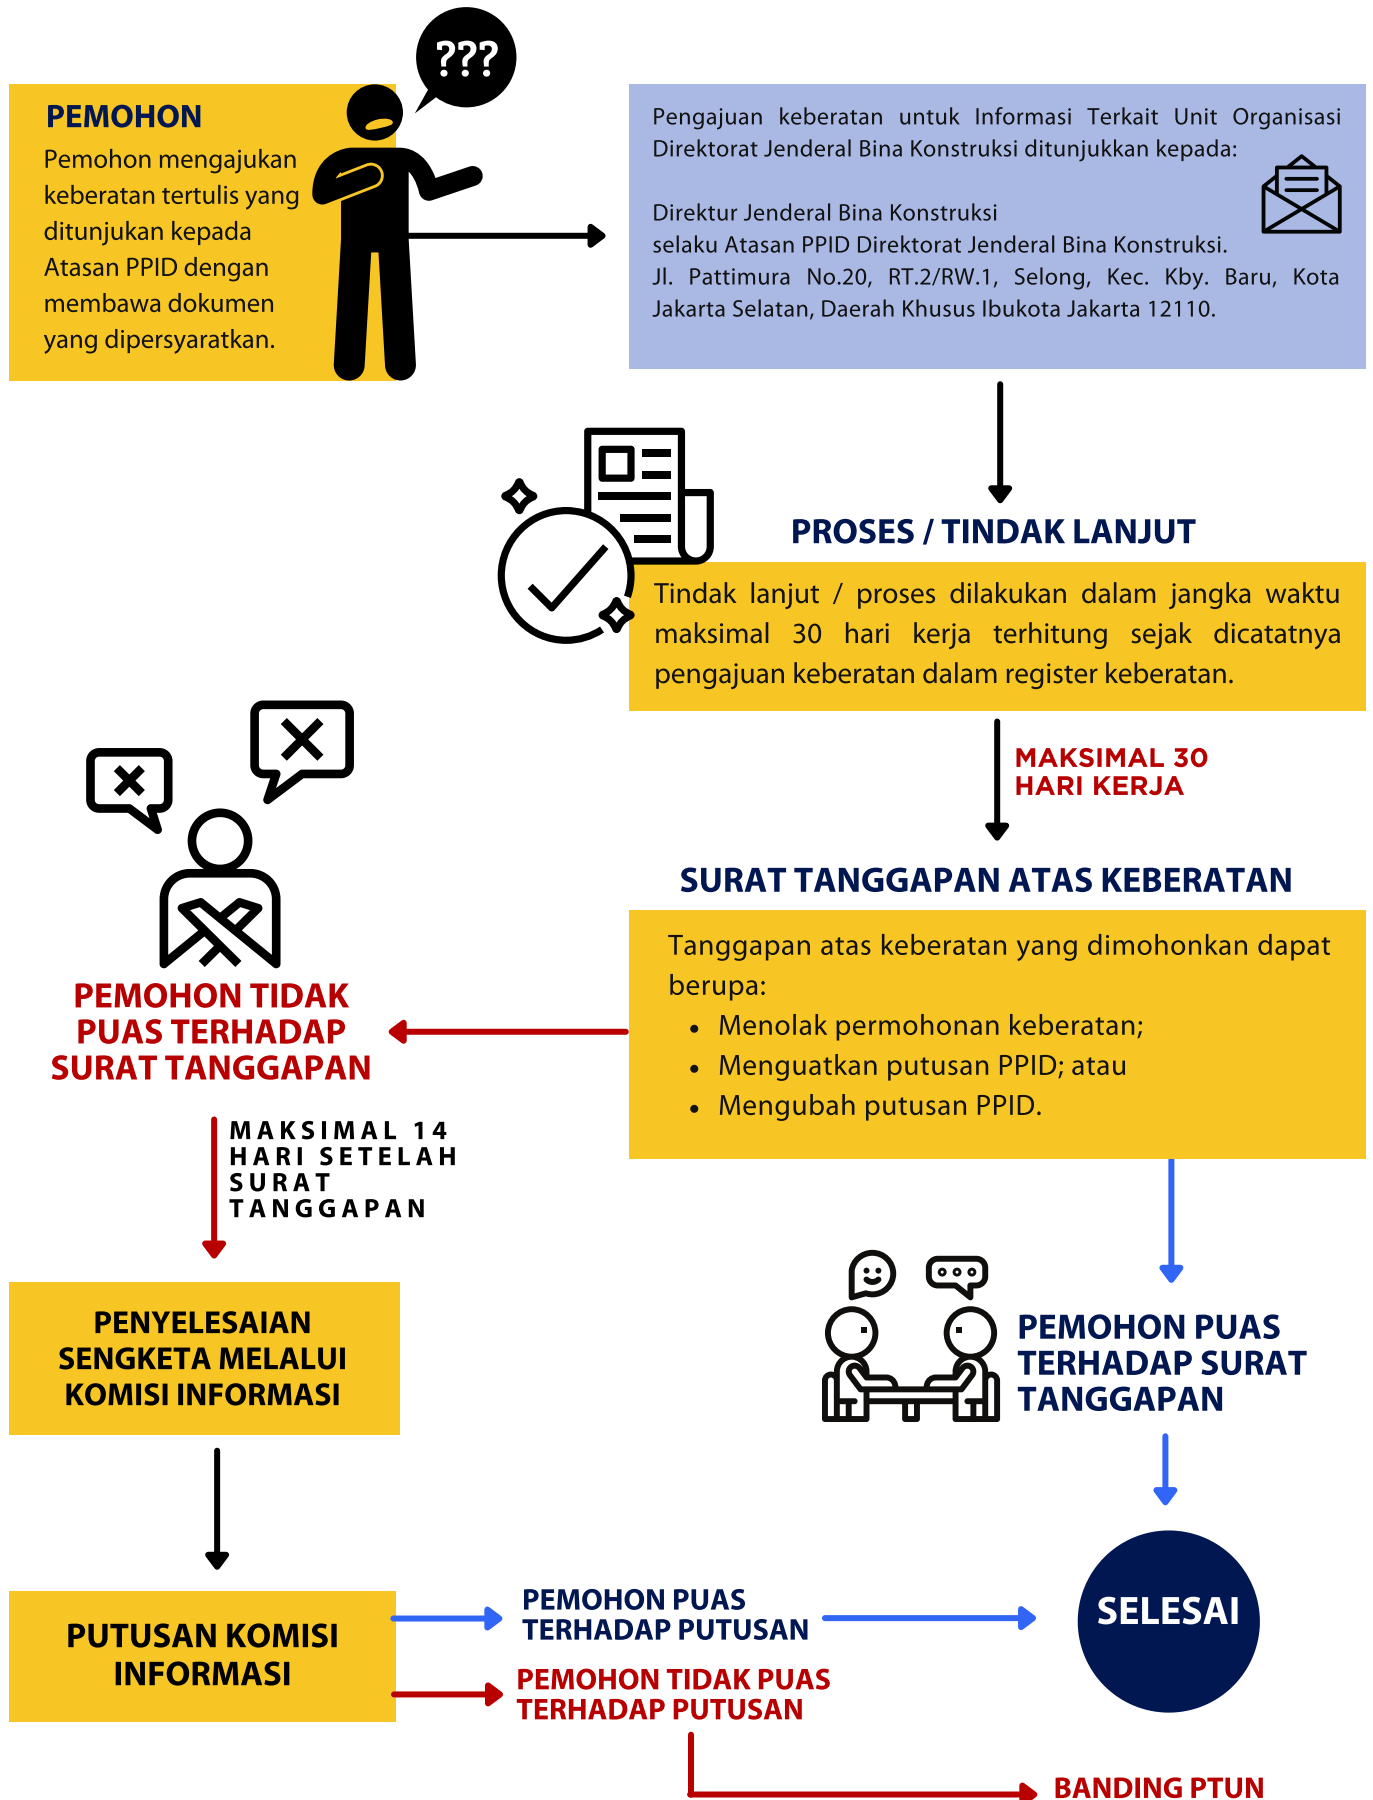 ???
PEMOHON
Pemohon mengajukan
keberatan tertulis yang
ditunjukan kepada
Atasan PPID dengan
membawa dokumen
yang dipersyaratkan.
Pengajuan keberatan untuk Informasi Terkait Unit Organisasi
Direktorat Jenderal Bina Konstruksi ditunjukkan kepada:
Direktur Jenderal Bina Konstruksi
selaku Atasan PPID Direktorat Jenderal Bina Konstruksi.
Jl. Pattimura No.20, RT.2/RW.1, Selong, Kec. Kby. Baru, Kota
Jakarta Selatan, Daerah Khusus Ibukota Jakarta 12110.
PROSES / TINDAK LANJUT
Tindak lanjut / proses dilakukan dalam jangka waktu
maksimal 30 hari kerja terhitung sejak dicatatnya
pengajuan keberatan dalam register keberatan.
MAKSIMAL 30
HARI KERJA
SURAT TANGGAPAN ATAS KEBERATAN
Tanggapan atas keberatan yang dimohonkan dapat
berupa:
• Menolak permohonan keberatan;
• Menguatkan putusan PPID; atau
• Mengubah putusan PPID.
PEMOHON TIDAK
PUAS TERHADAP
SURAT TANGGAPAN
MAKSIMAL 14
HARI SETELAH
SURAT
TANGGAPAN
PENYELESAIAN
SENGKETA MELALUI
KOMISI INFORMASI
PEMOHON PUAS
TERHADAP SURAT
TANGGAPAN
PUTUSAN KOMISI
INFORMASI
PEMOHON PUAS
TERHADAP PUTUSAN
SELESAI
PEMOHON TIDAK PUAS
TERHADAP PUTUSAN
BANDING PTUN